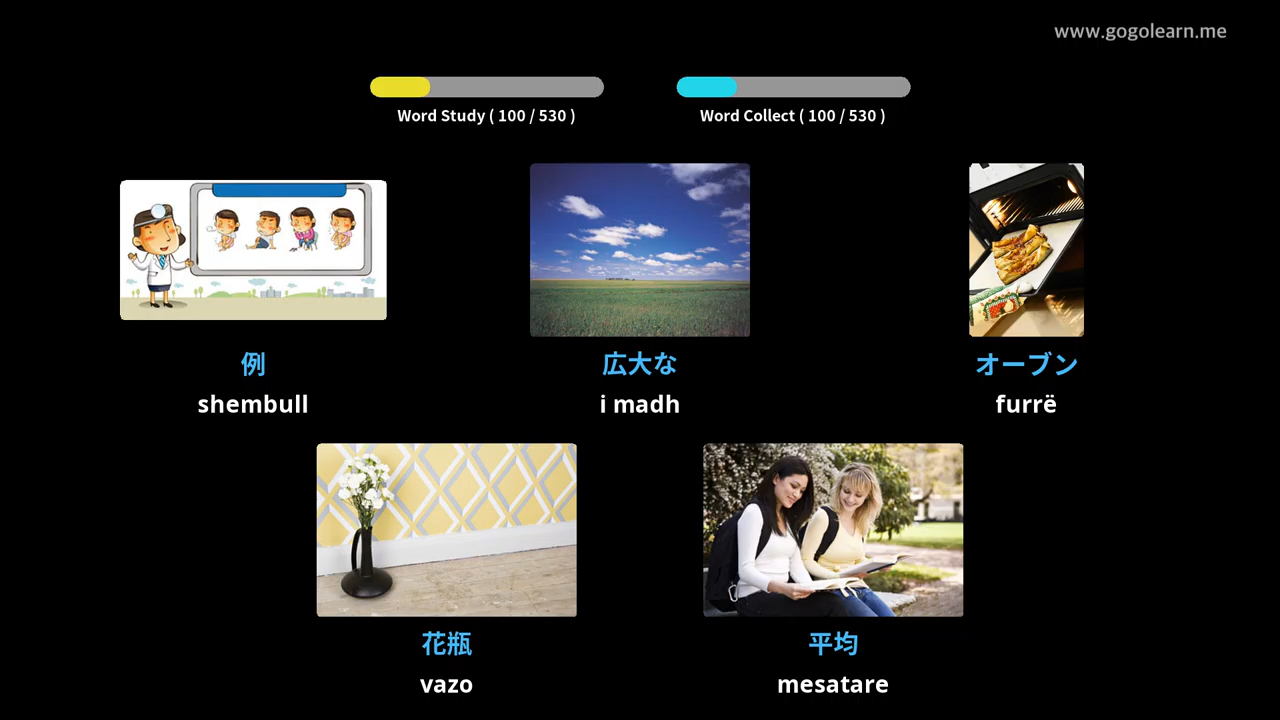 www.gogolearn.me
Word Study ( 100 / 530 )
Word Collect ( 100 / 530 )
例
shembull
広大な
i madh
オーブン
furrë
花瓶
vazo
平均
mesatare